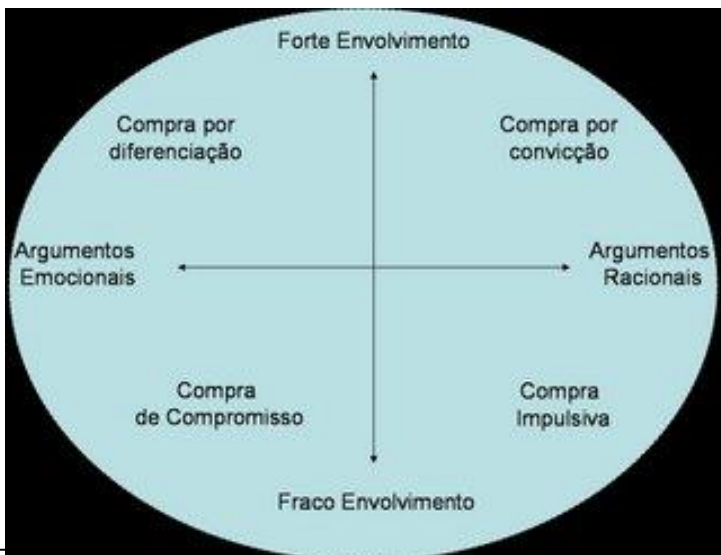 Forte Envolvimento
Compra por
diferenciação
Compra por
convicção
Argumentos
Emocionais
Argumentos
Racionais
Compra
de Compromisso
Compra
Impulsiva
Fraco Envolvimento